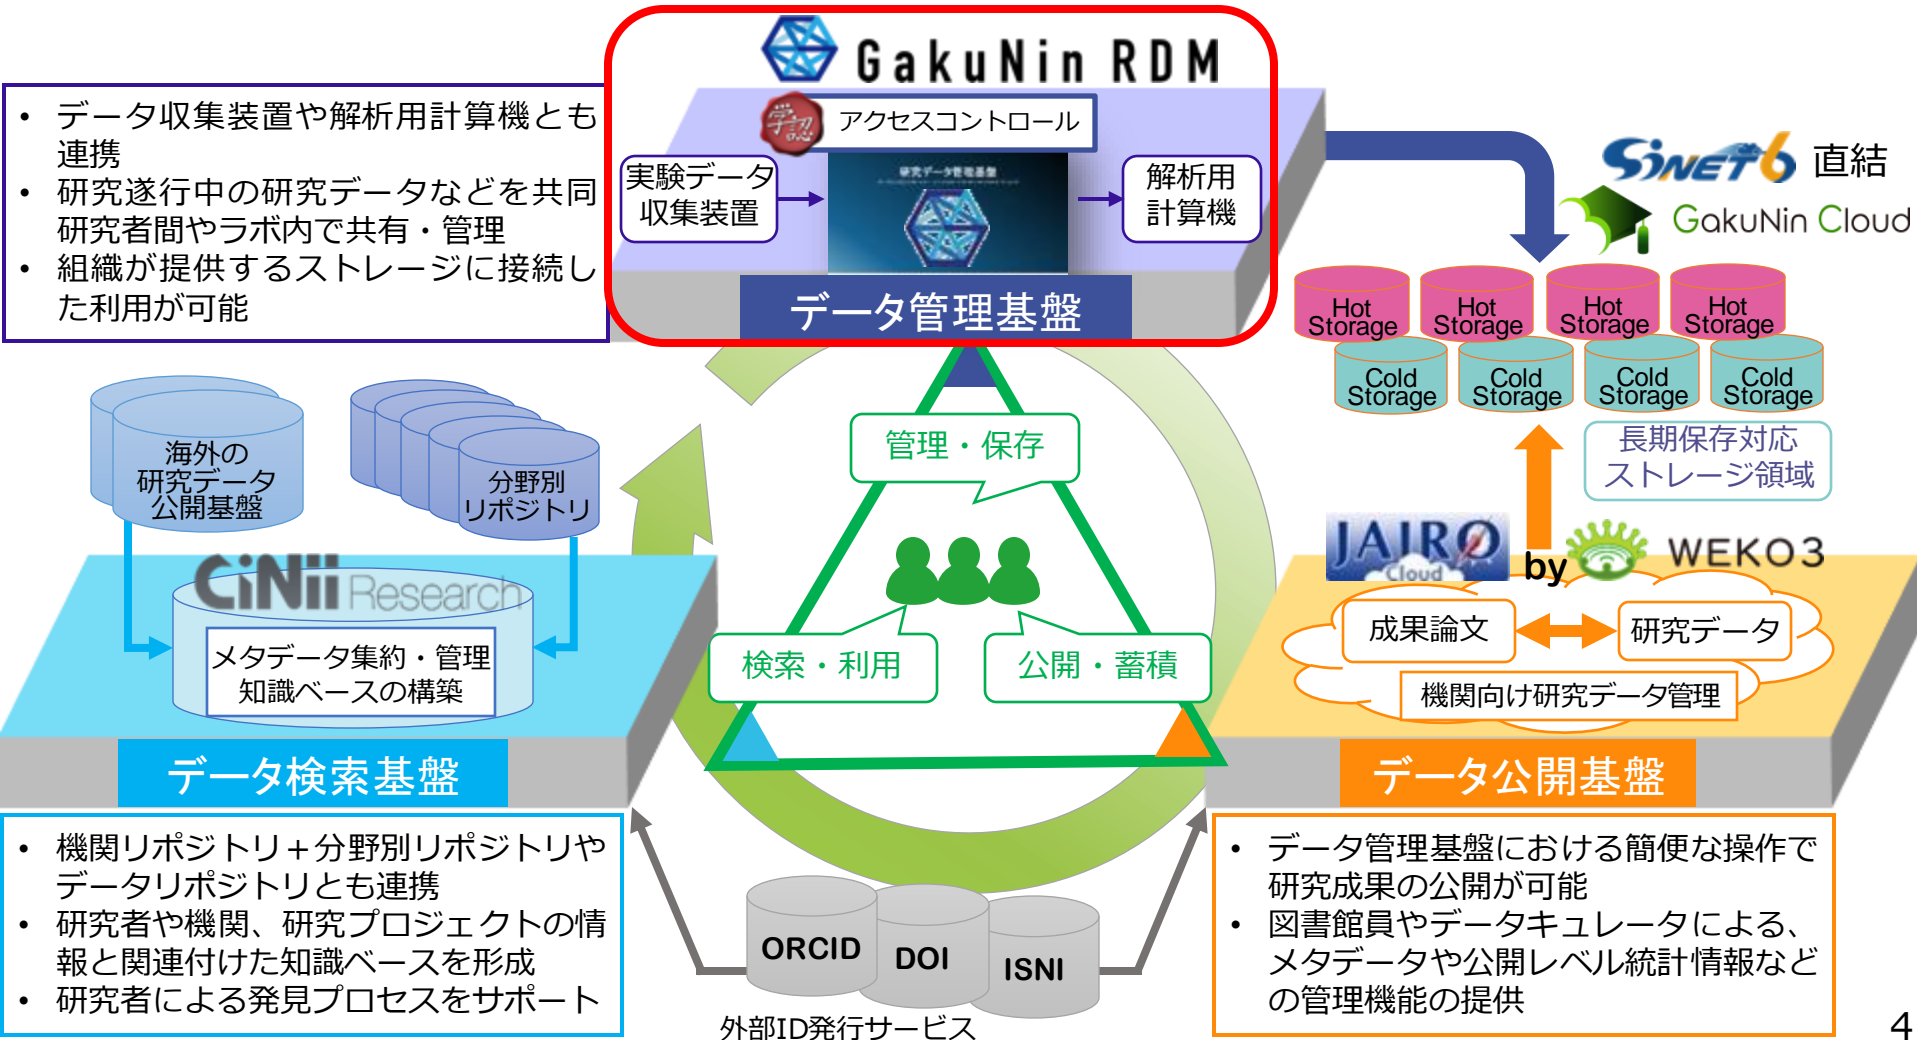 GakuNin RDM
学認
アクセスコントロール
実験データ
収集装置
研究データ管理基盤
解析用
計算機
データ管理基盤
• データ収集装置や解析用計算機とも
連携
• 研究遂行中の研究データなどを共同
研究者間やラボ内で共有・管理
• 組織が提供するストレージに接続し
た利用が可能
SINET6 直結
GakuNin Cloud
Hot
Storage
Hot
Storage
Hot
Storage
Hot
Storage
Cold
Storage
Cold
Storage
Cold
Storage
Cold
Storage
長期保存対応
ストレージ領域
海外の
研究データ
公開基盤
分野別
リポジトリ
CiNii Research
メタデータ集約・管理
知識ベースの構築
データ検索基盤
管理・保存
検索・利用
公開・蓄積
JAIRO
Cloud
by
WEKO3
成果論文
研究データ
機関向け研究データ管理
データ公開基盤
• 機関リポジトリ+分野別リポジトリや
データリポジトリとも連携
• 研究者や機関、研究プロジェクトの情
報と関連付けた知識ベースを形成
• 研究者による発見プロセスをサポート
ORCID
DOI
ISNI
外部ID発行サービス
• データ管理基盤における簡便な操作で
研究成果の公開が可能
• 図書館員やデータキュレータによる、
メタデータや公開レベル統計情報など
の管理機能の提供
4